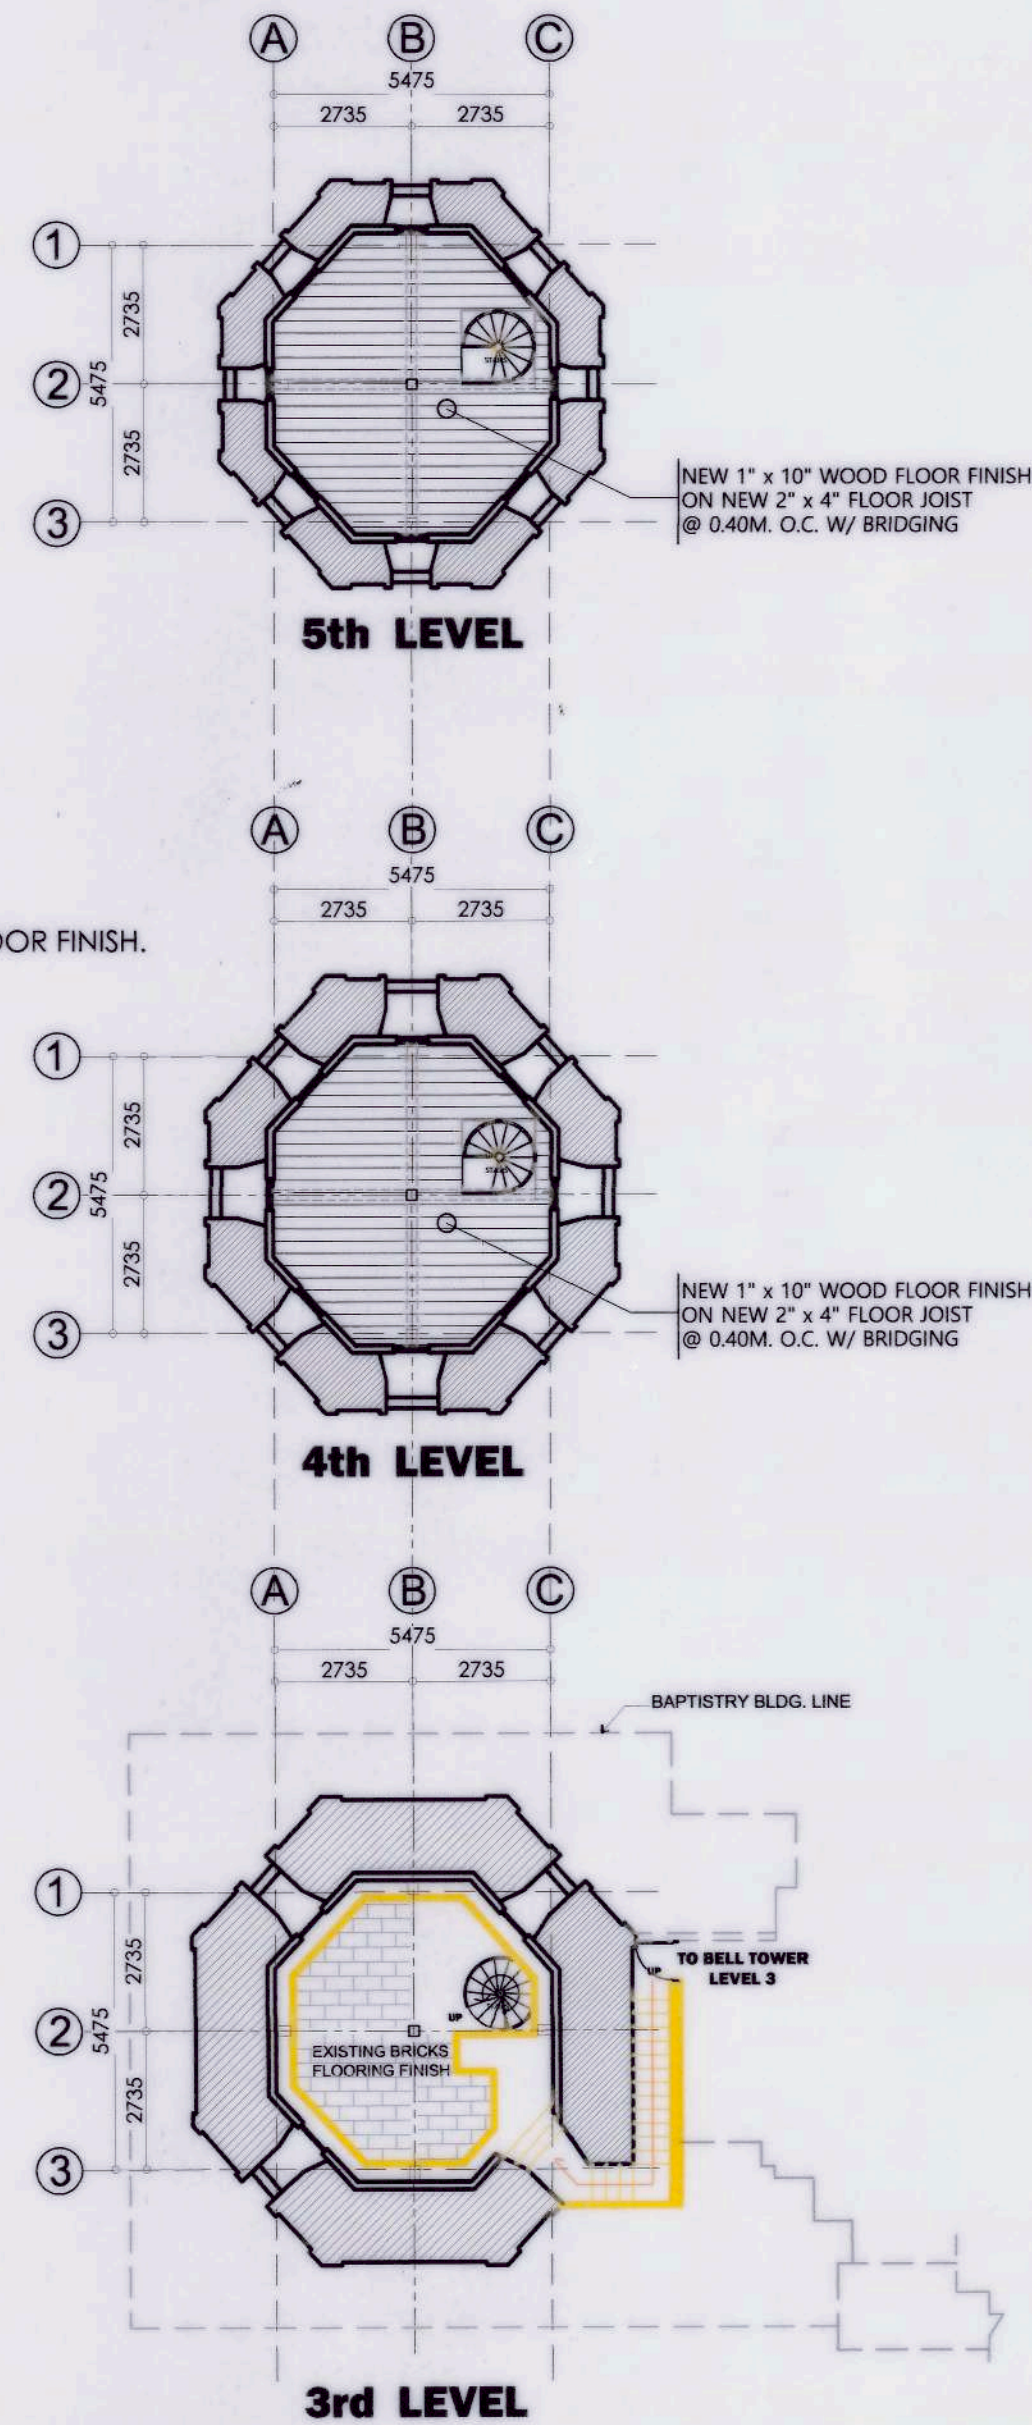 A B C
5475
2735 2735
1
2735
2
5475
2735
3
STAIRS
NEW 1" x 10" WOOD FLOOR FINISH
ON NEW 2" x 4" FLOOR JOIST
@ 0.40M. O.C. W/ BRIDGING
5th LEVEL
A B C
5475
2735 2735
OOR FINISH.
1
2735
2
5475
2735
3
STAIRS
NEW 1" x 10" WOOD FLOOR FINISH
ON NEW 2" x 4" FLOOR JOIST
@ 0.40M. O.C. W/ BRIDGING
4th LEVEL
A B C
5475
2735 2735
BAPTISTRY BLDG. LINE
1
2735
2
5475
2735
3
TO BELL TOWER
LEVEL 3
UP
UP
EXISTING BRICKS
FLOORING FINISH
3rd LEVEL